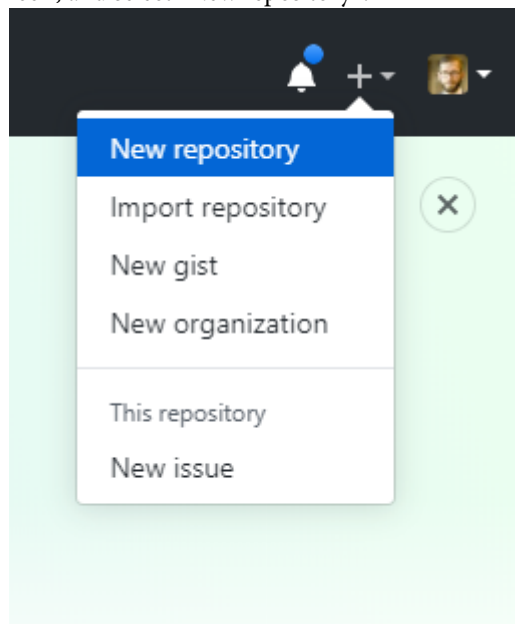 New repository
Import repository
New gist
New organization
This repository
New issue